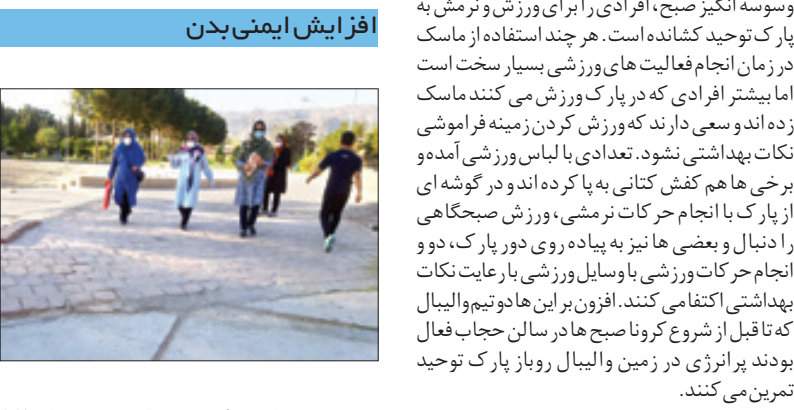 وسوسه انگیز صبح، افرادی را برای ورزش و نرمش به
پارک توحید کشانده است. هر چند استفاده از ماسک
در زمان انجام فعالیت های ورزشی بسیار سخت است
اما بیشتر افرادی که در پارک ورزش می کنند ماسک
زده اند و سعی دارند که ورزش کردن زمینه فراموشی
نکات بهداشتی نشود. تعدادی با لباس ورزشی آمده و
برخی ها هم کفش کتانی به پا کرده اند و در گوشه ای
از پارک با انجام حرکات نرمشی، ورزش صبحگاهی
را دنبال و بعضی ها نیز به پیاده روی دور پارک، دو و
انجام حرکات ورزشی با وسایل ورزشی با رعایت نکات
بهداشتی اکتفا می کنند. افزون بر این ها دو تیم والیبال
که تا قبل از شروع کرونا صبح ها در سالن حجاب فعال
بودند پرانرژی در زمین والیبال روباز پارک توحید
تمرین می کنند.
افزایش ایمنی بدن